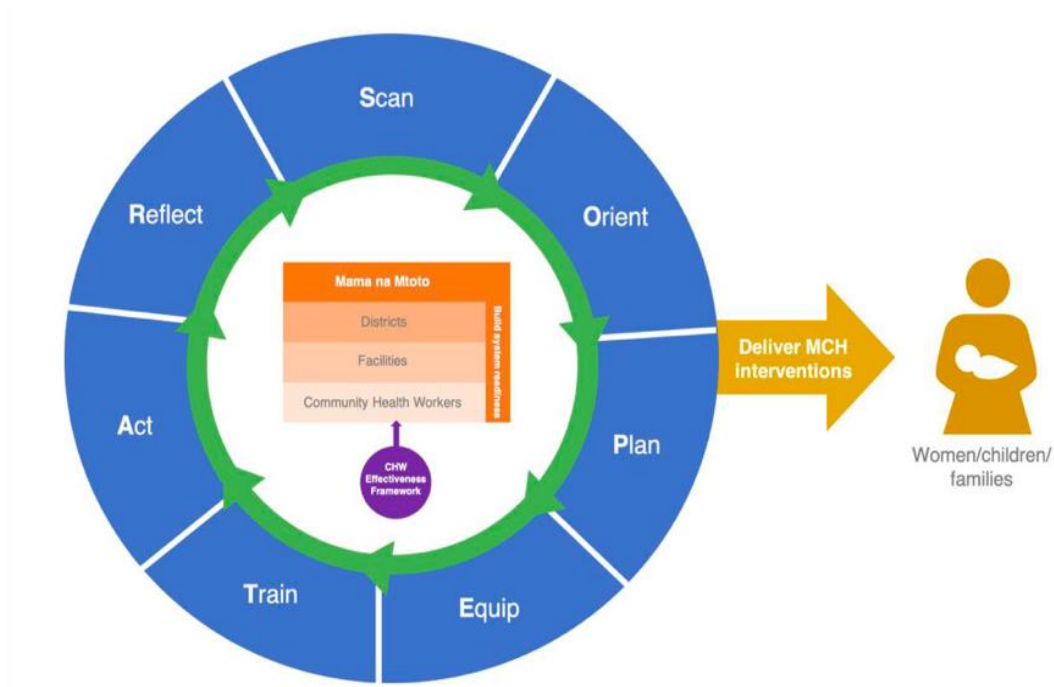 Scan
Orient
Plan
Equip
Train
Act
Reflect
Mama na Mtoto
Districts
Facilities
Community Health Workers
Build system readiness
CHW
Effectiveness
Framework
Deliver MCH
interventions
Women/children/
families